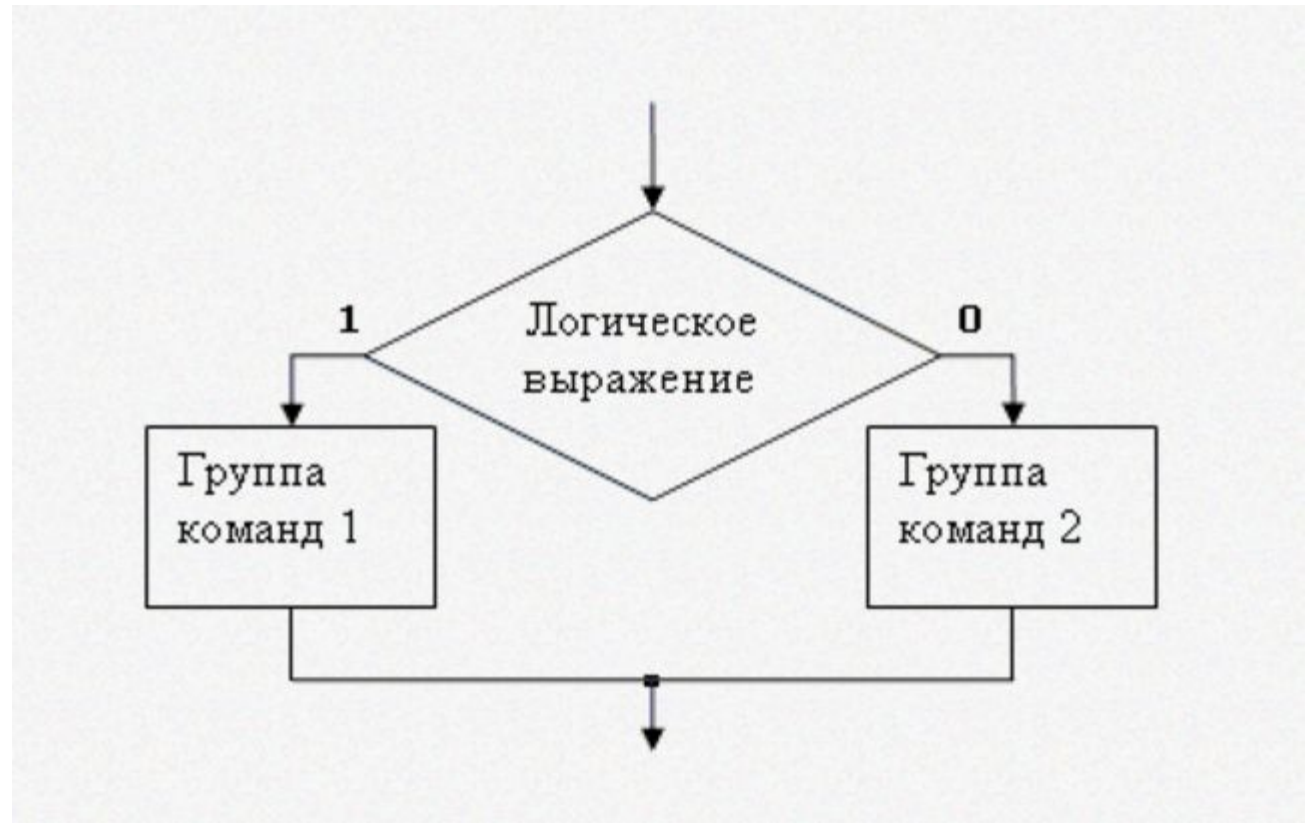 1
Логическое
выражение
0
Группа
команд 1
Группа
команд 2